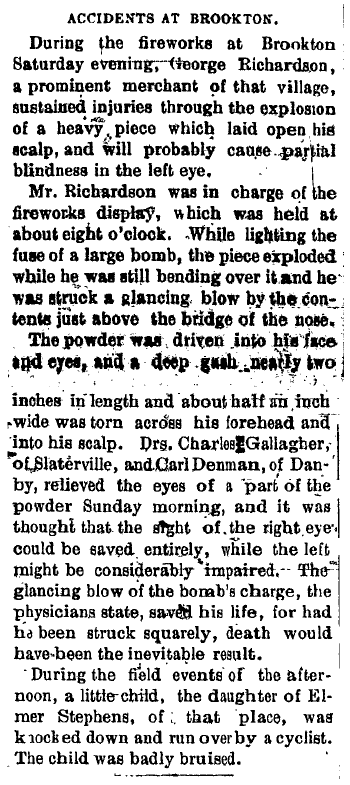 ACCIDENTS AT BROOKTON.
During the fireworks at Brookton
Saturday evening, George Richardson,
a prominent merchant of that village,
sustained injuries through the explosion
of a heavy piece which laid open his
scalp, and will probably cause partial
blindness in the left eye.
Mr. Richardson was in charge of the
fireworks display, which was held at
about eight o'clock. While lighting the
fuse of a large bomb, the piece exploded
while he was still bending over it and he
was struck a glancing blow by the con-
tents just above the bridge of the nose.
The powder was driven into his face
and eyes, and a deep gash nearly two
inches in length and about half an inch
wide was torn across his forehead and
into his scalp. Drs. Charles Gallagher,
of Slaterville, and Carl Denman, of Dan-
by, relieved the eyes of a part of the
powder Sunday morning, and it was
thought that the sight of the right eye
could be saved entirely, while the left
might be considerably impaired. The
glancing blow of the bomb's charge, the
physicians state, saved his life, for had
he been struck squarely, death would
have been the inevitable result.
During the field events of the after-
noon, a little child, the daughter of El-
mer Stephens, of that place, was
knocked down and run over by a cyclist.
The child was badly bruised.